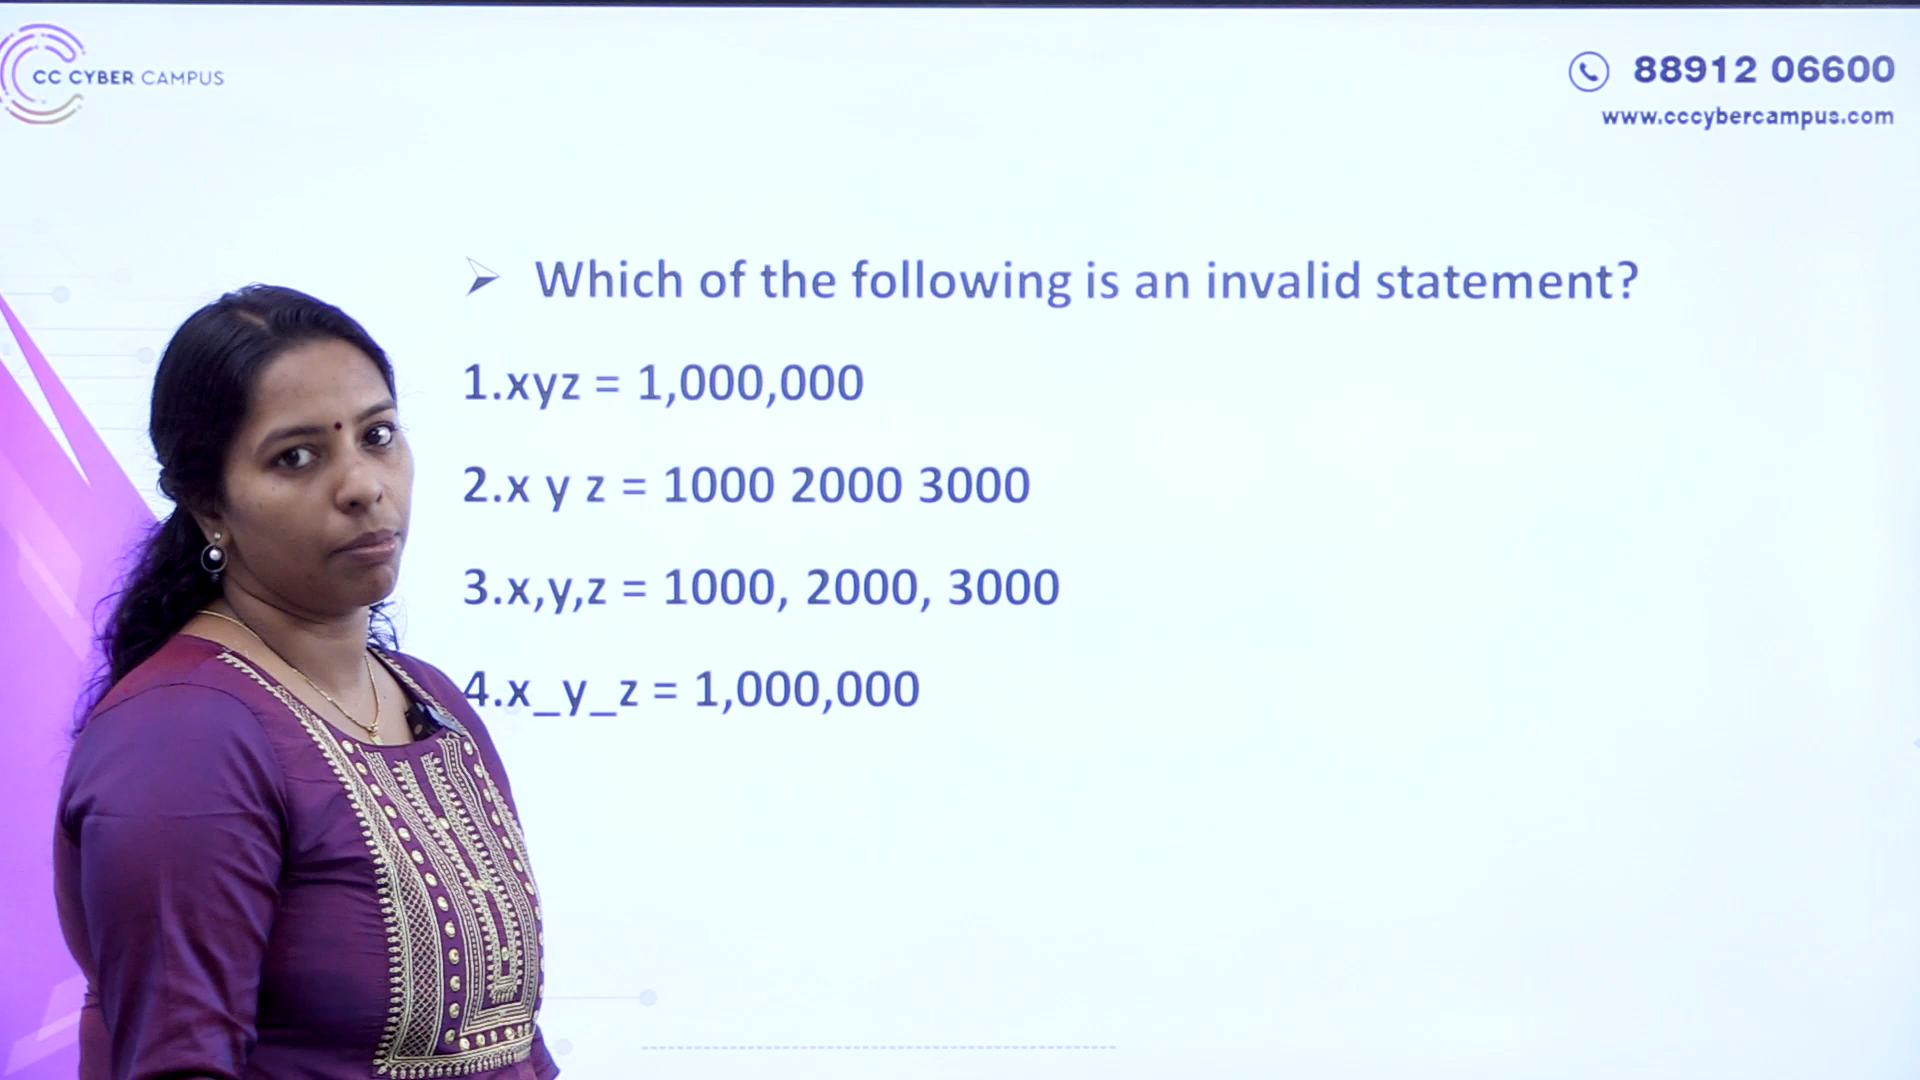 CC CYBER CAMPUS
88912 06600
www.cccybercampus.com
➢ Which of the following is an invalid statement?
1.xyz = 1,000,000
2.x y z = 1000 2000 3000
3.x,y,z = 1000, 2000, 3000
4.x_y_z = 1,000,000